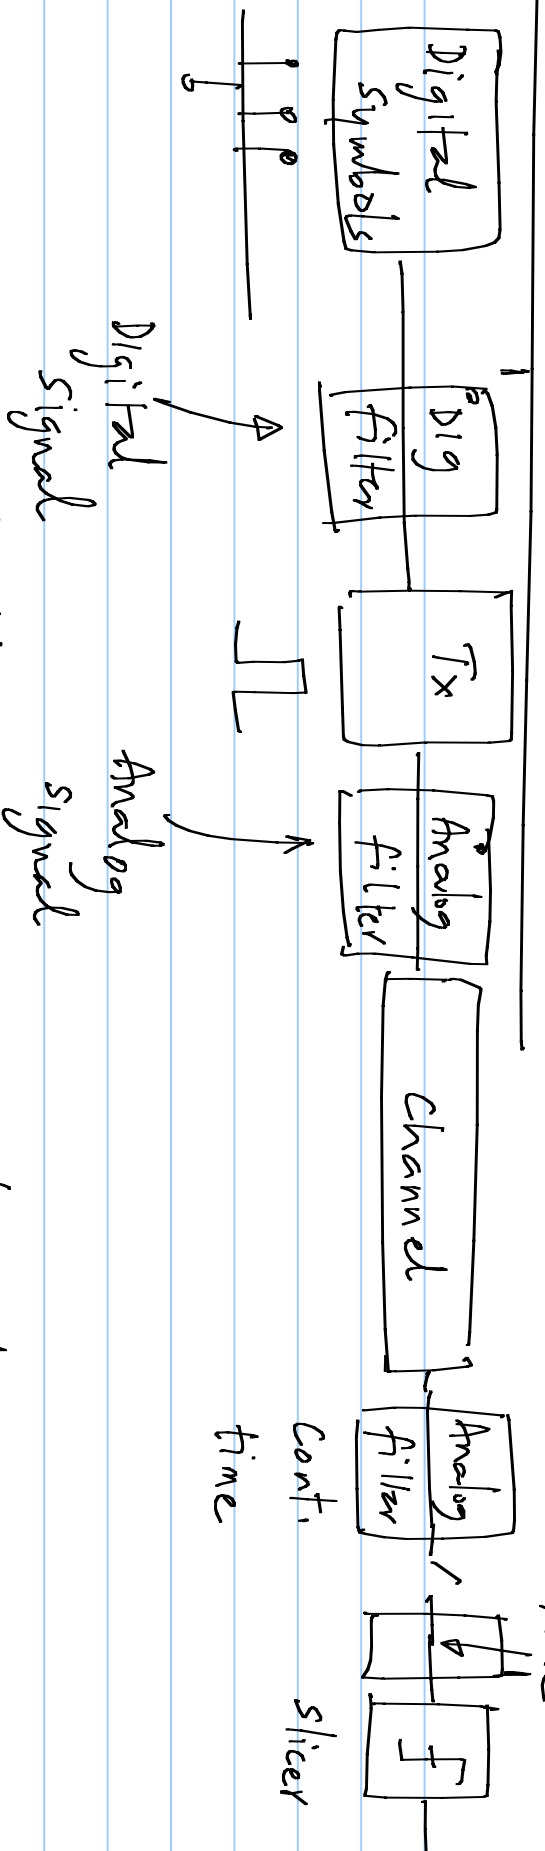 Digital
Symbols
Dig
filter
Tx
Analog
filter
Channel
Analog
filter
Digital
Signal
Analog
signal
Cont.
time
slicer